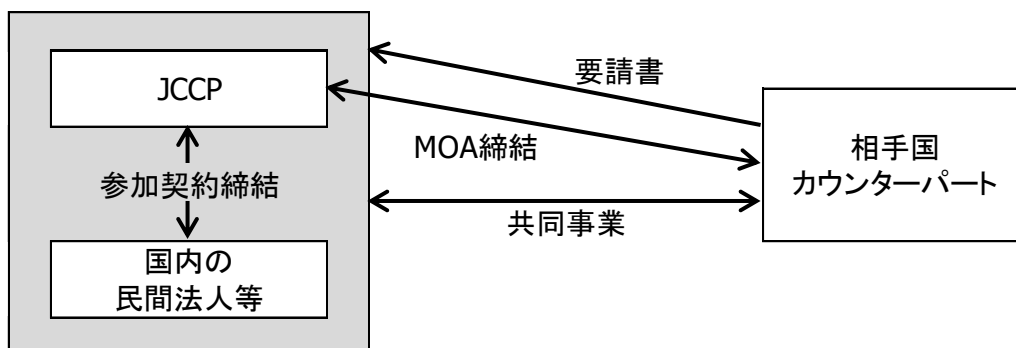 JCCP
参加契約締結
国内の
民間法人等
要請書
MOA締結
共同事業
相手国
カウンターパート